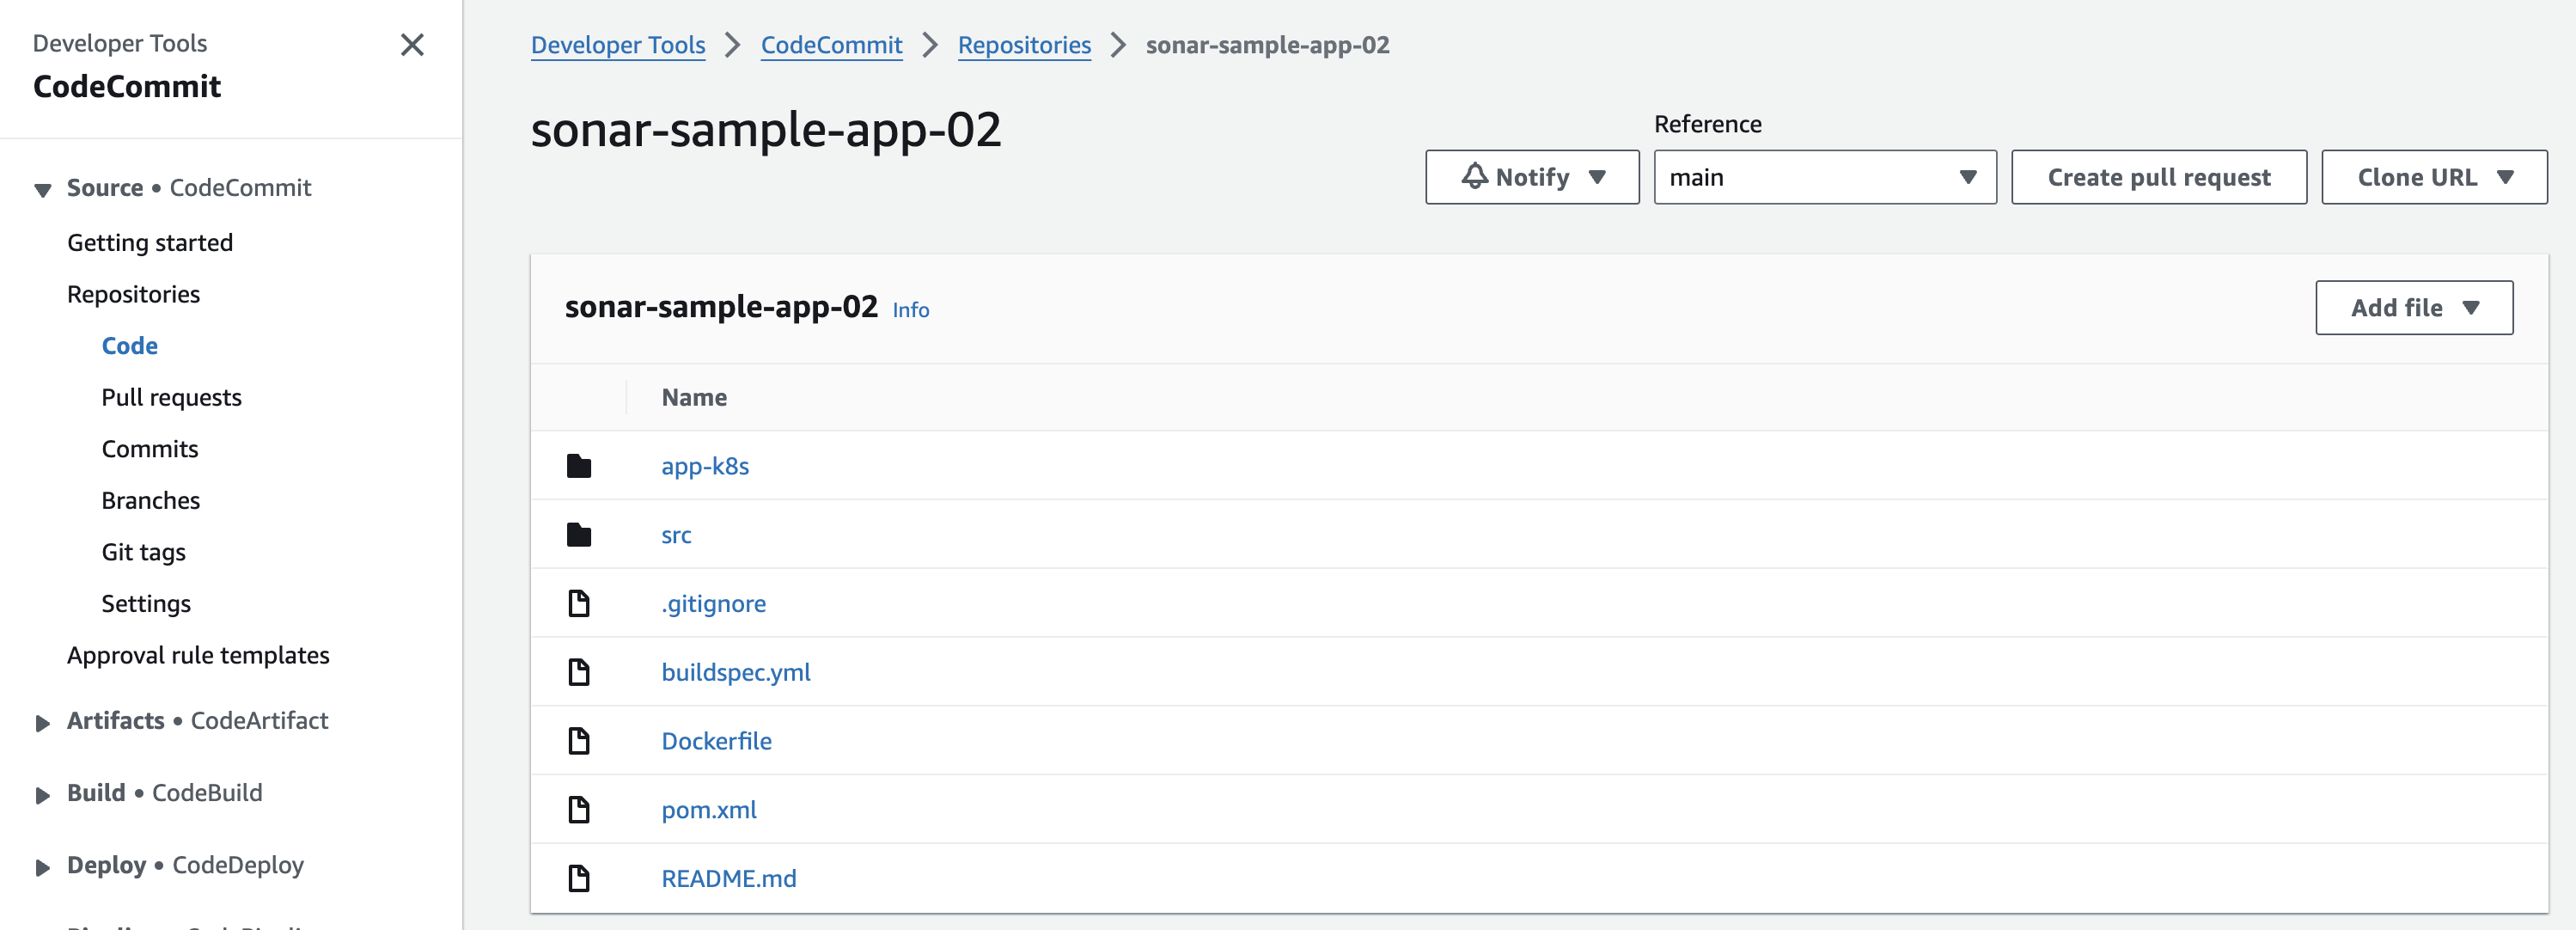 Developer Tools
CodeCommit
Source • CodeCommit
Getting started
Repositories
Code
Pull requests
Commits
Branches
Git tags
Settings
Approval rule templates
Artifacts • CodeArtifact
Build • CodeBuild
Deploy • CodeDeploy
Developer Tools > CodeCommit > Repositories > sonar-sample-app-02
sonar-sample-app-02
Reference
Notify main Create pull request Clone URL
sonar-sample-app-02 Info Add file
Name
app-k8s
src
.gitignore
buildspec.yml
Dockerfile
pom.xml
README.md